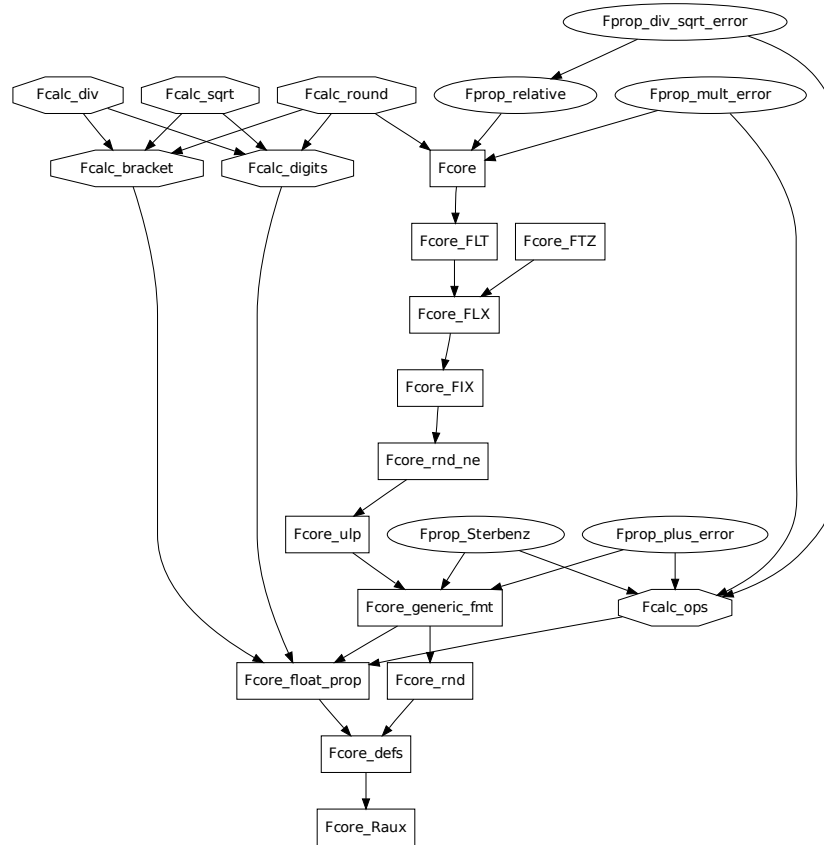 Fprop_div_sqrt_error
Fcalc_div
Fcalc_sqrt
Fcalc_round
Fprop_relative
Fprop_mult_error
Fcalc_bracket
Fcalc_digits
Fcore
Fcore_FLT
Fcore_FTZ
Fcore_FLX
Fcore_FIX
Fcore_rnd_ne
Fcore_ulp
Fprop_Sterbenz
Fprop_plus_error
Fcore_generic_fmt
Fcalc_ops
Fcore_float_prop
Fcore_rnd
Fcore_defs
Fcore_Raux